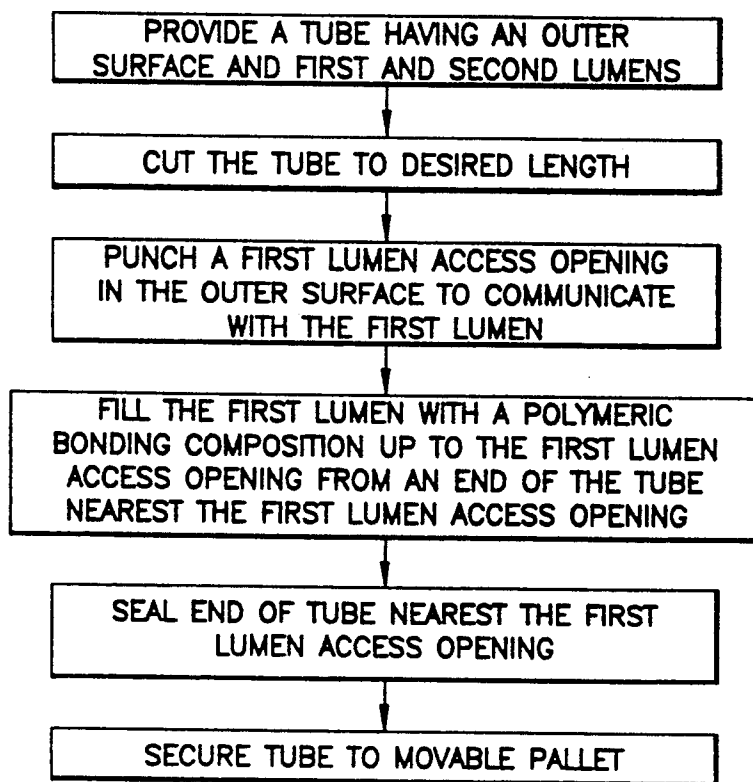 PROVIDE A TUBE HAVING AN OUTER
SURFACE AND FIRST AND SECOND LUMENS
CUT THE TUBE TO DESIRED LENGTH
PUNCH A FIRST LUMEN ACCESS OPENING
IN THE OUTER SURFACE TO COMMUNICATE
WITH THE FIRST LUMEN
FILL THE FIRST LUMEN WITH A POLYMERIC
BONDING COMPOSITION UP TO THE FIRST LUMEN
ACCESS OPENING FROM AN END OF THE TUBE
NEAREST THE FIRST LUMEN ACCESS OPENING
SEAL END OF TUBE NEAREST THE FIRST
LUMEN ACCESS OPENING
SECURE TUBE TO MOVABLE PALLET